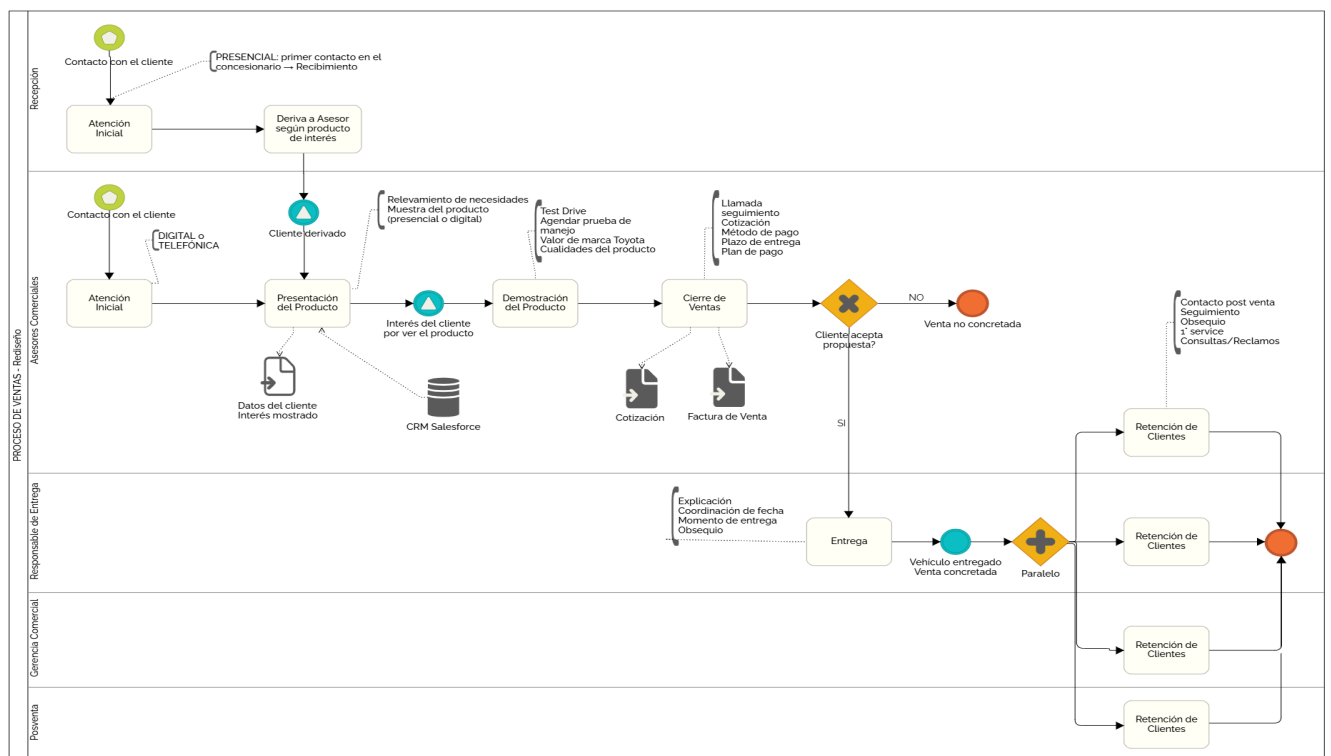 PROCESO DE VENTAS - Rediseño
Recepción
Contacto con el cliente
PRESENCIAL: primer contacto en el
concesionario → Recibimiento
Atención
Inicial
Deriva a Asesor
según producto
de interés
Asesores Comerciales
Contacto con el cliente
DIGITAL o
TELEFÓNICA
Atención
Inicial
Cliente derivado
Relevamiento de necesidades
Muestra del producto
(presencial o digital)
Presentación
del Producto
Datos del cliente
Interés mostrado
CRM Salesforce
Interés del cliente
por ver el producto
Test Drive
Agendar prueba de
manejo
Valor de marca Toyota
Cualidades del producto
Demostración
del Producto
Llamada
seguimiento
Cotización
Método de pago
Plazo de entrega
Plan de pago
Cierre de
Ventas
Cotización
Factura de Venta
Cliente acepta
propuesta?
NO
Venta no concretada
SI
Contacto post venta
Seguimiento
Obsequio
1° service
Consultas/Reclamos
Retención de
Clientes
Responsable de Entrega
Explicación
Coordinación de fecha
Momento de entrega
Obsequio
Entrega
Vehículo entregado
Venta concretada
Paralelo
Retención de
Clientes
Gerencia Comercial
Retención de
Clientes
Posventa
Retención de
Clientes